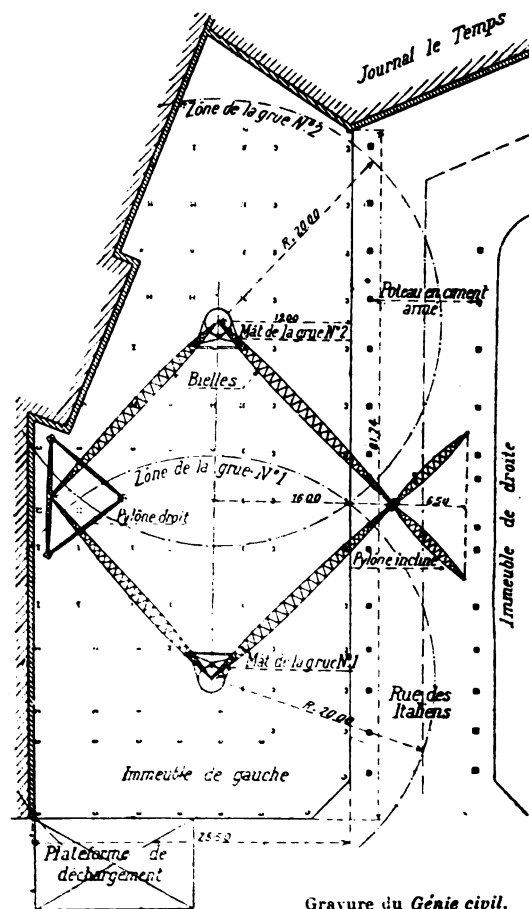 Journal le Temps
Zone de la grue N°2
R=20.00
Poteau en ciment
armé
12.00
Mât de la grue N°2
Bielles
61.74
Zone de la grue N°1
16.00
6.50
Pylône droit
Pylône incliné
Immeuble de droite
Mât de la grue N°1
R=20.00
Rue des
Italiens
Immeuble de gauche
25.50
Plateforme de
déchargement
Gravure du Génie civil.